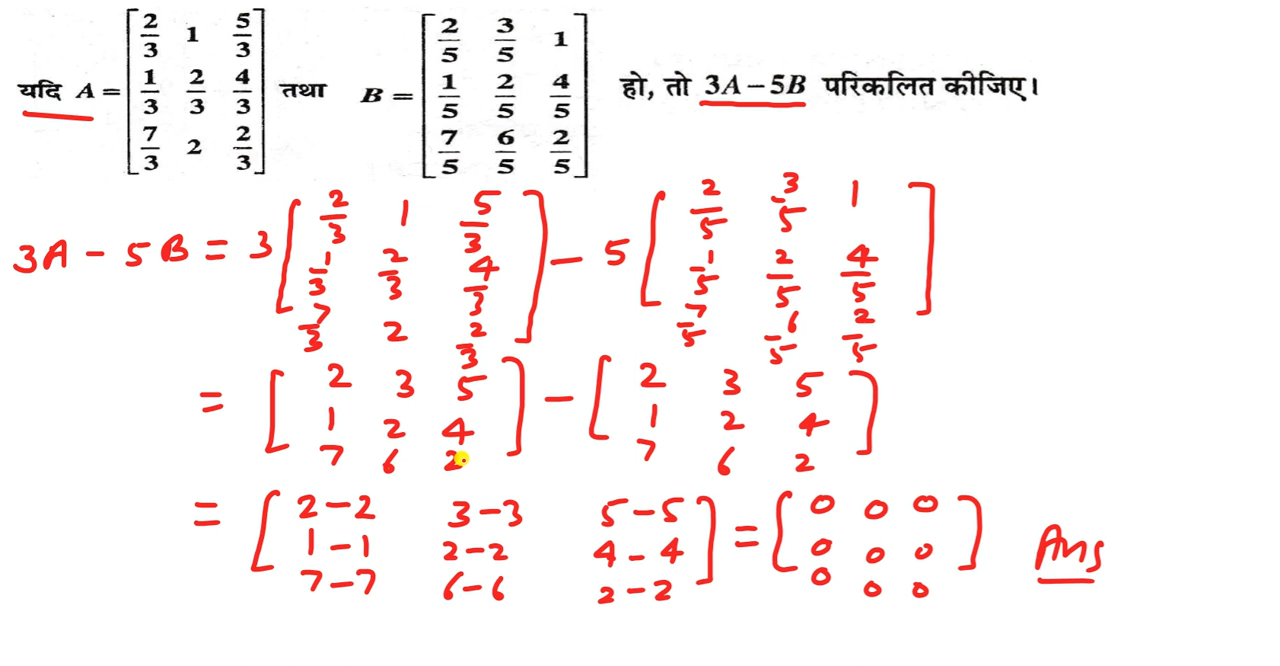 यदि A = [ 2/3 1 5/3 ; 1/3 2/3 4/3 ; 7/3 2 2/3 ] तथा B = [ 2/5 3/5 1 ; 1/5 2/5 4/5 ; 7/5 6/5 2/5 ] हो, तो 3A – 5B परिकलित कीजिए।
3A - 5B = 3 [ 2/3 1 5/3 ; 1/3 2/3 4/3 ; 7/3 2 2/3 ] - 5 [ 2/5 3/5 1 ; 1/5 2/5 4/5 ; 7/5 6/5 2/5 ]
= [ 2 3 5 ; 1 2 4 ; 7 6 2 ] - [ 2 3 5 ; 1 2 4 ; 7 6 2 ]
= [ 2-2 3-3 5-5 ; 1-1 2-2 4-4 ; 7-7 6-6 2-2 ] = [ 0 0 0 ; 0 0 0 ; 0 0 0 ] Ans